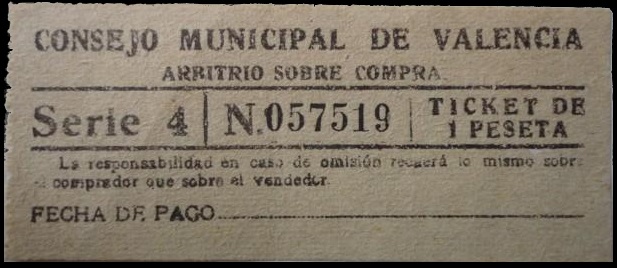 CONSEJO MUNICIPAL DE VALENCIA
ARBITRIO SOBRE COMPRA
Serie 4 N.057519 TICKET DE
1 PESETA
La responsabilidad en caso de omisión recaerá lo mismo sobre
el comprador que sobre el vendedor.
FECHA DE PAGO